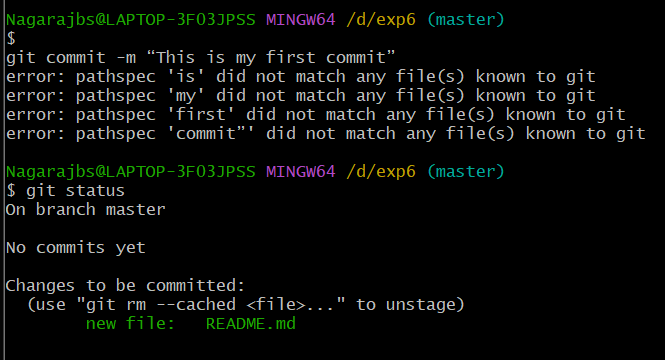 Nagarajbs@LAPTOP-3FO3JPSS MINGW64 /d/exp6 (master)
$
git commit -m “This is my first commit”
error: pathspec 'is' did not match any file(s) known to git
error: pathspec 'my' did not match any file(s) known to git
error: pathspec 'first' did not match any file(s) known to git
error: pathspec 'commit”' did not match any file(s) known to git
Nagarajbs@LAPTOP-3FO3JPSS MINGW64 /d/exp6 (master)
$ git status
On branch master
No commits yet
Changes to be committed:
(use "git rm --cached <file>..." to unstage)
new file:   README.md